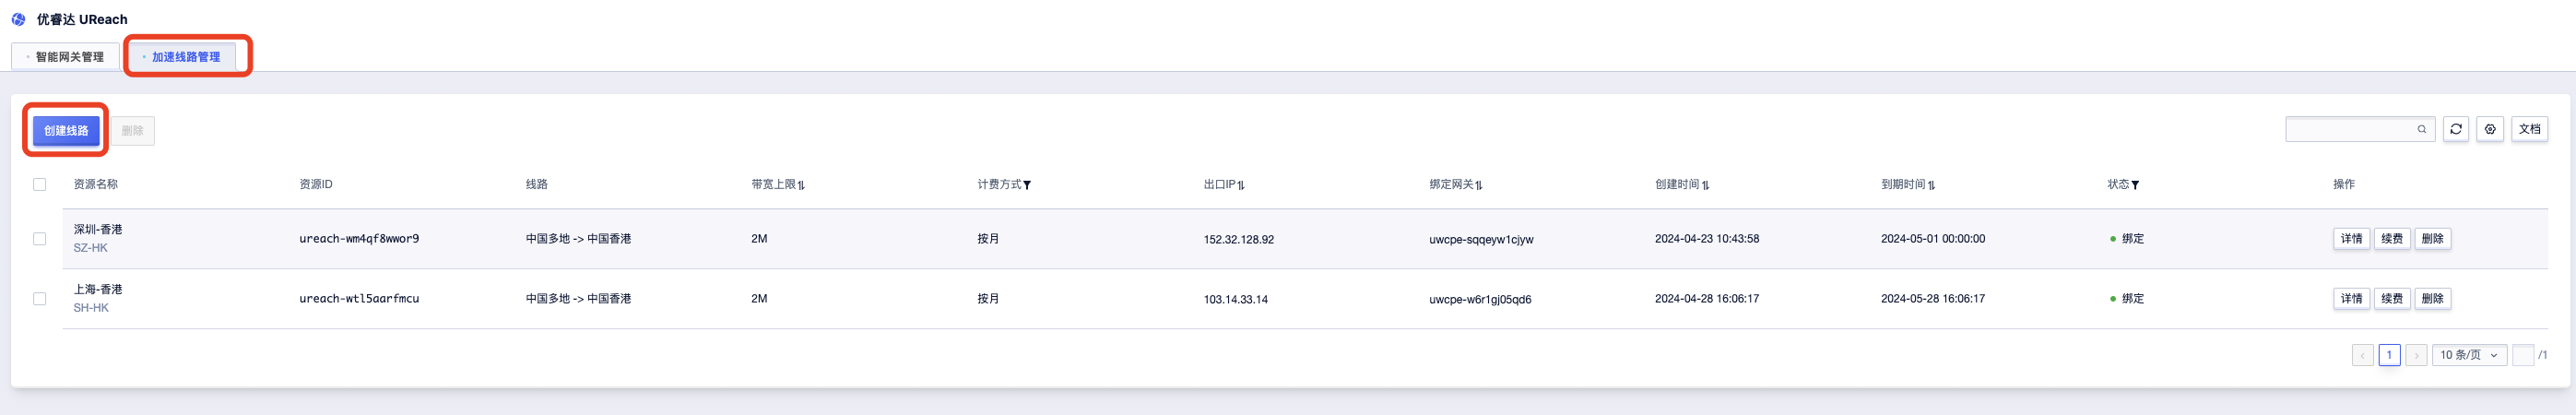 优睿达 UReach
智能网关管理 加速线路管理
创建线路 删除 文档
资源名称 资源ID 线路 带宽上限 计费方式 出口IP 绑定网关 创建时间 到期时间 状态 操作
深圳-香港
SZ-HK ureach-wm4qf8wwor9 中国多地 -> 中国香港 2M 按月 152.32.128.92 uwcpe-sqqeyw1cjyw 2024-04-23 10:43:58 2024-05-01 00:00:00 绑定 详情 续费 删除
上海-香港
SH-HK ureach-wtl5aarfmcu 中国多地 -> 中国香港 2M 按月 103.14.33.14 uwcpe-w6r1gj05qd6 2024-04-28 16:06:17 2024-05-28 16:06:17 绑定 详情 续费 删除
1 10 条/页 /1